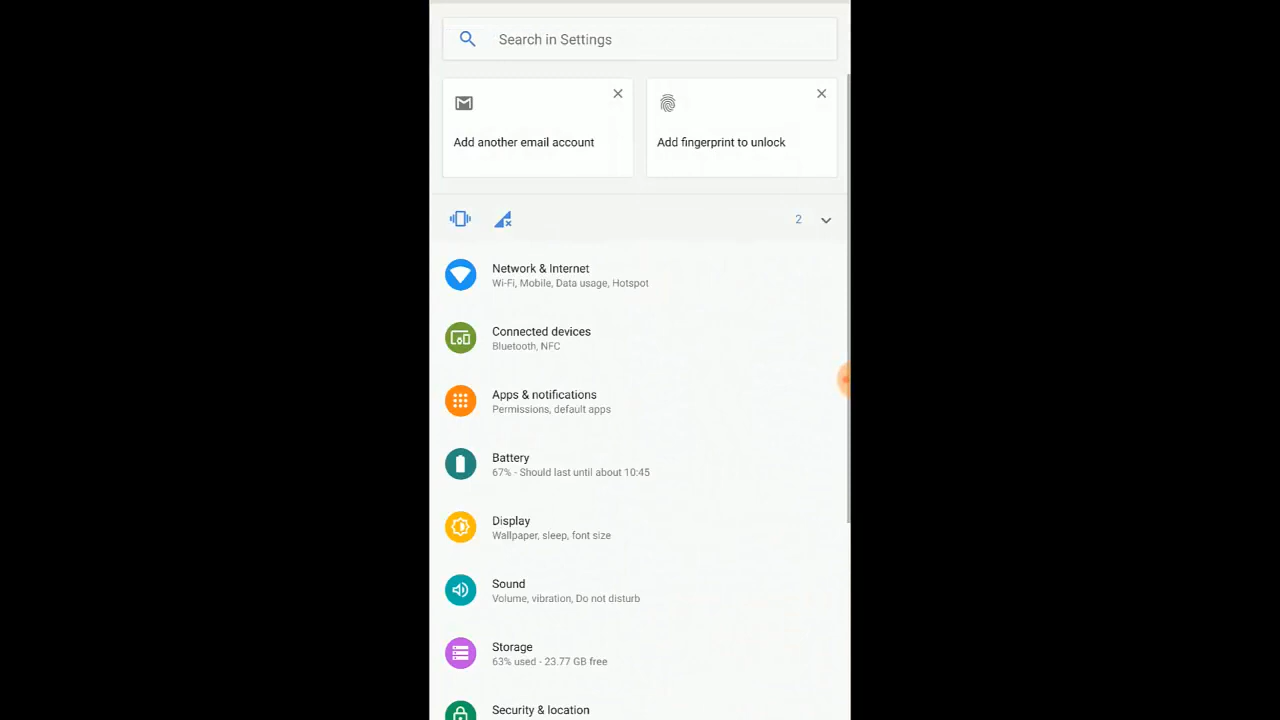 Search in Settings
Add another email account
Add fingerprint to unlock
2
Network & Internet
Wi-Fi, Mobile, Data usage, Hotspot
Connected devices
Bluetooth, NFC
Apps & notifications
Permissions, default apps
Battery
67% - Should last until about 10:45
Display
Wallpaper, sleep, font size
Sound
Volume, vibration, Do not disturb
Storage
63% used - 23.77 GB free
Security & location